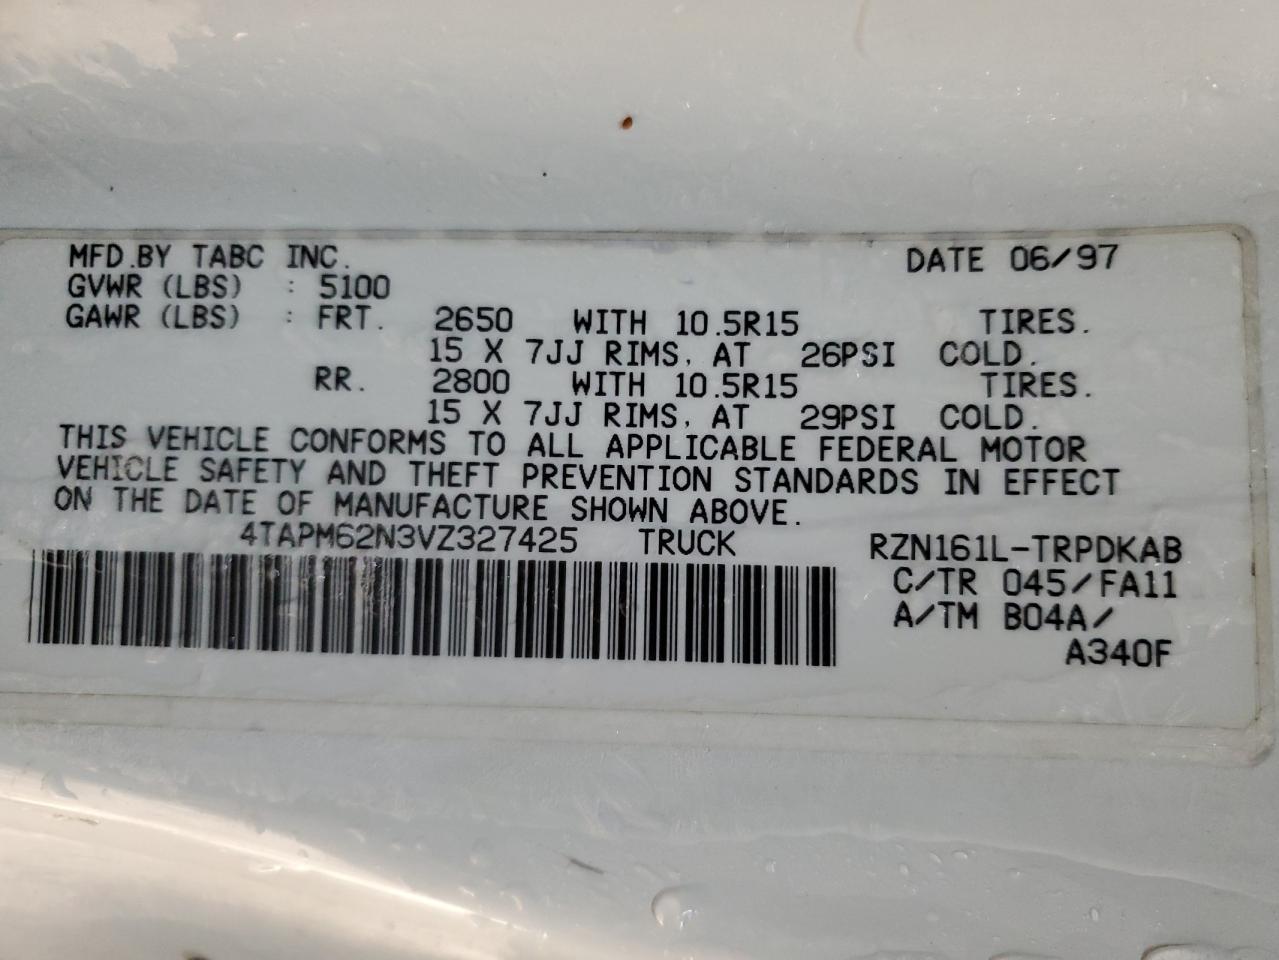 MFD.BY TABC INC. DATE 06/97
GVWR (LBS) : 5100
GAWR (LBS) : FRT. 2650 WITH 10.5R15 TIRES.
15 X 7JJ RIMS, AT 26PSI COLD.
RR. 2800 WITH 10.5R15 TIRES.
15 X 7JJ RIMS, AT 29PSI COLD.
THIS VEHICLE CONFORMS TO ALL APPLICABLE FEDERAL MOTOR
VEHICLE SAFETY AND THEFT PREVENTION STANDARDS IN EFFECT
ON THE DATE OF MANUFACTURE SHOWN ABOVE.
4TAPM62N3VZ327425 TRUCK RZN161L-TRPDKAB
C/TR 045/FA11
A/TM B04A/
A340F